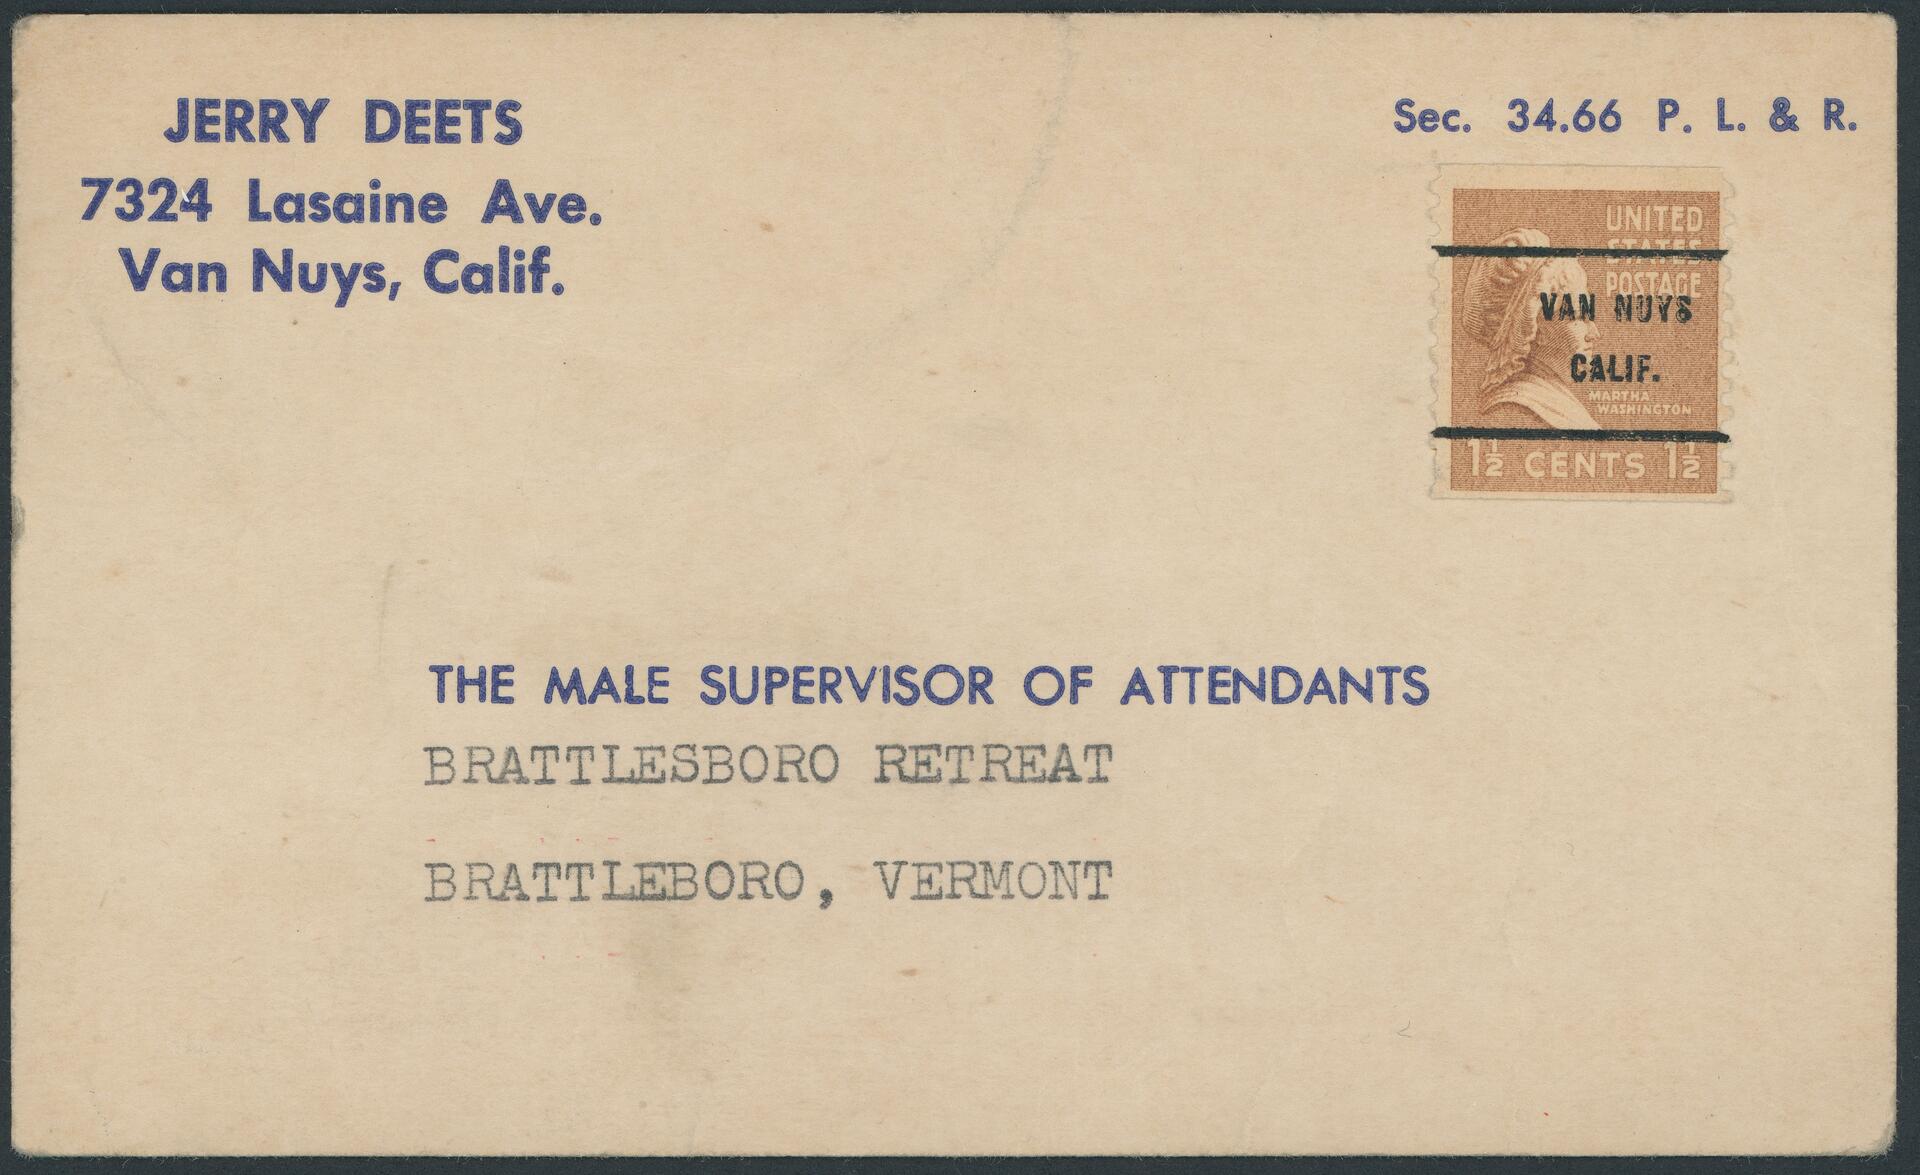 JERRY DEETS
7324 Lasaine Ave.
Van Nuys, Calif.
Sec. 34.66 P. L. & R.
UNITED
STATES
POSTAGE
VAN NUYS
CALIF.
MARTHA
WASHINGTON
1½ CENTS 1½
THE MALE SUPERVISOR OF ATTENDANTS
BRATTLESBORO RETREAT
BRATTLEBORO, VERMONT